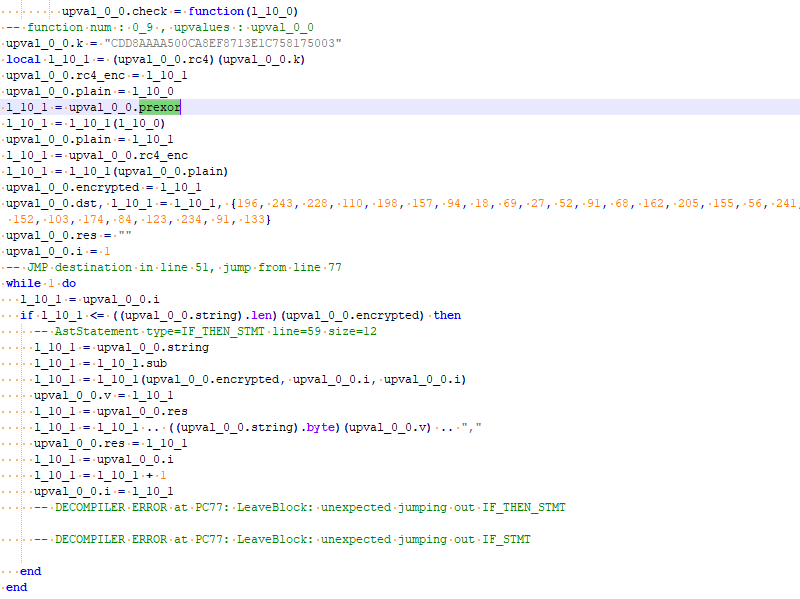 upval_0_0.check = function(l_10_0)
-- function num : 0_9 , upvalues : upval_0_0
upval_0_0.k = "CDD8AAAA500CA8EF8713E1C758175003"
local l_10_1 = (upval_0_0.rc4)(upval_0_0.k)
upval_0_0.rc4_enc = l_10_1
upval_0_0.plain = l_10_0
l_10_1 = upval_0_0.prexor
l_10_1 = l_10_1(l_10_0)
upval_0_0.plain = l_10_1
l_10_1 = upval_0_0.rc4_enc
l_10_1 = l_10_1(upval_0_0.plain)
upval_0_0.encrypted = l_10_1
upval_0_0.dst, l_10_1 = l_10_1, {196, 243, 228, 110, 198, 157, 94, 18, 69, 27, 52, 91, 68, 162, 205, 155, 56, 241,
152, 103, 174, 84, 123, 234, 91, 133}
upval_0_0.res = ""
upval_0_0.i = 1
-- JMP destination in line 51, jump from line 77
while 1 do
l_10_1 = upval_0_0.i
if l_10_1 <= ((upval_0_0.string).len)(upval_0_0.encrypted) then
-- AstStatement type=IF_THEN_STMT line=59 size=12
l_10_1 = upval_0_0.string
l_10_1 = l_10_1.sub
l_10_1 = l_10_1(upval_0_0.encrypted, upval_0_0.i, upval_0_0.i)
upval_0_0.v = l_10_1
l_10_1 = upval_0_0.res
l_10_1 = l_10_1 .. ((upval_0_0.string).byte)(upval_0_0.v) .. ","
upval_0_0.res = l_10_1
l_10_1 = upval_0_0.i
l_10_1 = l_10_1 + 1
upval_0_0.i = l_10_1
-- DECOMPILER ERROR at PC77: LeaveBlock: unexpected jumping out IF_THEN_STMT
-- DECOMPILER ERROR at PC77: LeaveBlock: unexpected jumping out IF_STMT
end
end